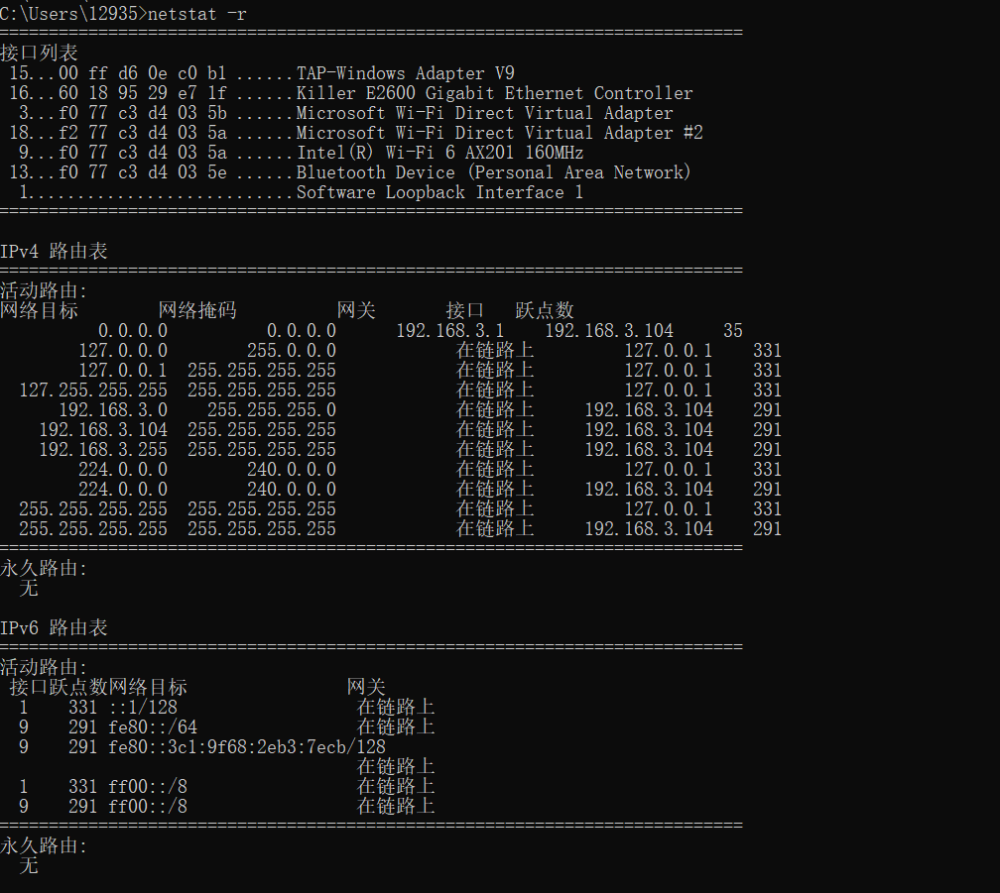 C:\Users\12935>netstat -r
===========================================================================
接口列表
 15...00 ff d6 0e c0 b1 ......TAP-Windows Adapter V9
 16...60 18 95 29 e7 1f ......Killer E2600 Gigabit Ethernet Controller
  3...f0 77 c3 d4 03 5b ......Microsoft Wi-Fi Direct Virtual Adapter
 18...f2 77 c3 d4 03 5a ......Microsoft Wi-Fi Direct Virtual Adapter #2
  9...f0 77 c3 d4 03 5a ......Intel(R) Wi-Fi 6 AX201 160MHz
 13...f0 77 c3 d4 03 5e ......Bluetooth Device (Personal Area Network)
  1...........................Software Loopback Interface 1
===========================================================================

IPv4 路由表
===========================================================================
活动路由:
网络目标        网络掩码          网关       接口   跃点数
          0.0.0.0          0.0.0.0      192.168.3.1    192.168.3.104     35
        127.0.0.0        255.0.0.0            在链路上         127.0.0.1    331
        127.0.0.1  255.255.255.255            在链路上         127.0.0.1    331
  127.255.255.255  255.255.255.255            在链路上         127.0.0.1    331
      192.168.3.0    255.255.255.0            在链路上     192.168.3.104    291
    192.168.3.104  255.255.255.255            在链路上     192.168.3.104    291
    192.168.3.255  255.255.255.255            在链路上     192.168.3.104    291
        224.0.0.0        240.0.0.0            在链路上         127.0.0.1    331
        224.0.0.0        240.0.0.0            在链路上     192.168.3.104    291
  255.255.255.255  255.255.255.255            在链路上         127.0.0.1    331
  255.255.255.255  255.255.255.255            在链路上     192.168.3.104    291
===========================================================================
永久路由:
  无

IPv6 路由表
===========================================================================
活动路由:
 接口跃点数网络目标                网关
  1    331 ::1/128                  在链路上
  9    291 fe80::/64                在链路上
  9    291 fe80::3c1:9f68:2eb3:7ecb/128
                                    在链路上
  1    331 ff00::/8                 在链路上
  9    291 ff00::/8                 在链路上
===========================================================================
永久路由:
  无